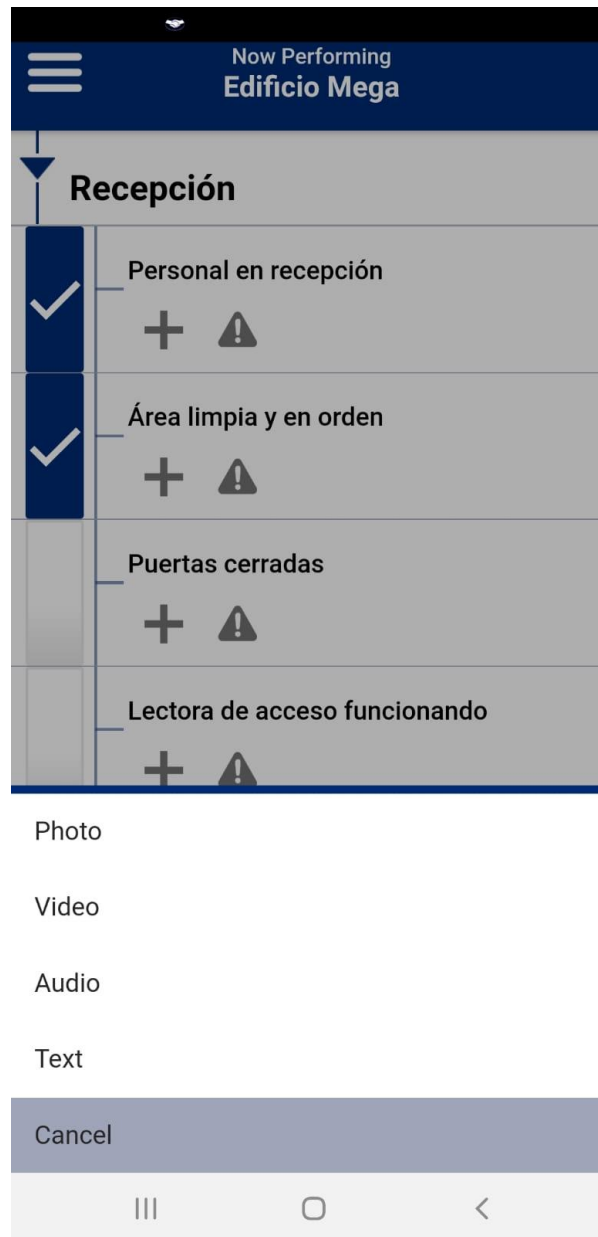 Now Performing
Edificio Mega
Recepción
Personal en recepción
Área limpia y en orden
Puertas cerradas
Lectora de acceso funcionando
Photo
Video
Audio
Text
Cancel